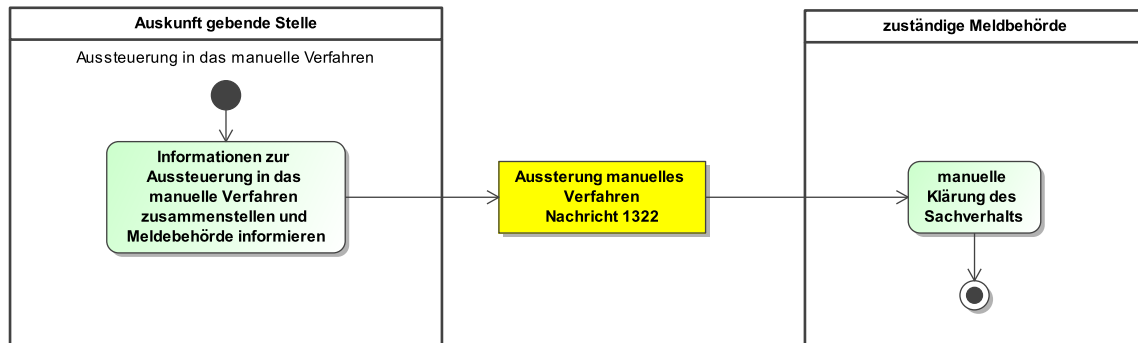 Auskunft gebende Stelle
Aussteuerung in das manuelle Verfahren
Informationen zur
Aussteuerung in das
manuelle Verfahren
zusammenstellen und
Meldebehörde informieren
Aussterung manuelles
Verfahren
Nachricht 1322
zuständige Meldbehörde
manuelle
Klärung des
Sachverhalts